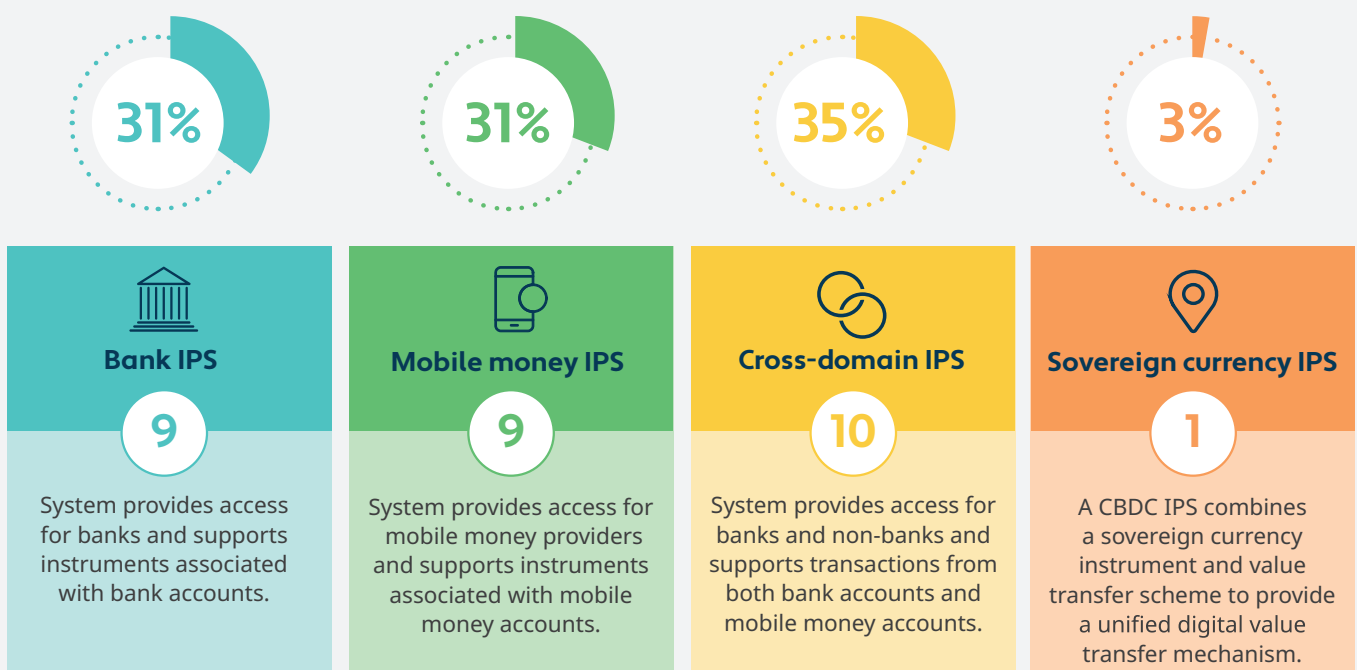 31%
31%
35%
3%
Bank IPS
9
System provides access
for banks and supports
instruments associated
with bank accounts.
Mobile money IPS
9
System provides access for
mobile money providers
and supports instruments
associated with mobile
money accounts.
Cross-domain IPS
10
System provides access for
banks and non-banks and
supports transactions from
both bank accounts and
mobile money accounts.
Sovereign currency IPS
1
A CBDC IPS combines
a sovereign currency
instrument and value
transfer scheme to provide
a unified digital value
transfer mechanism.